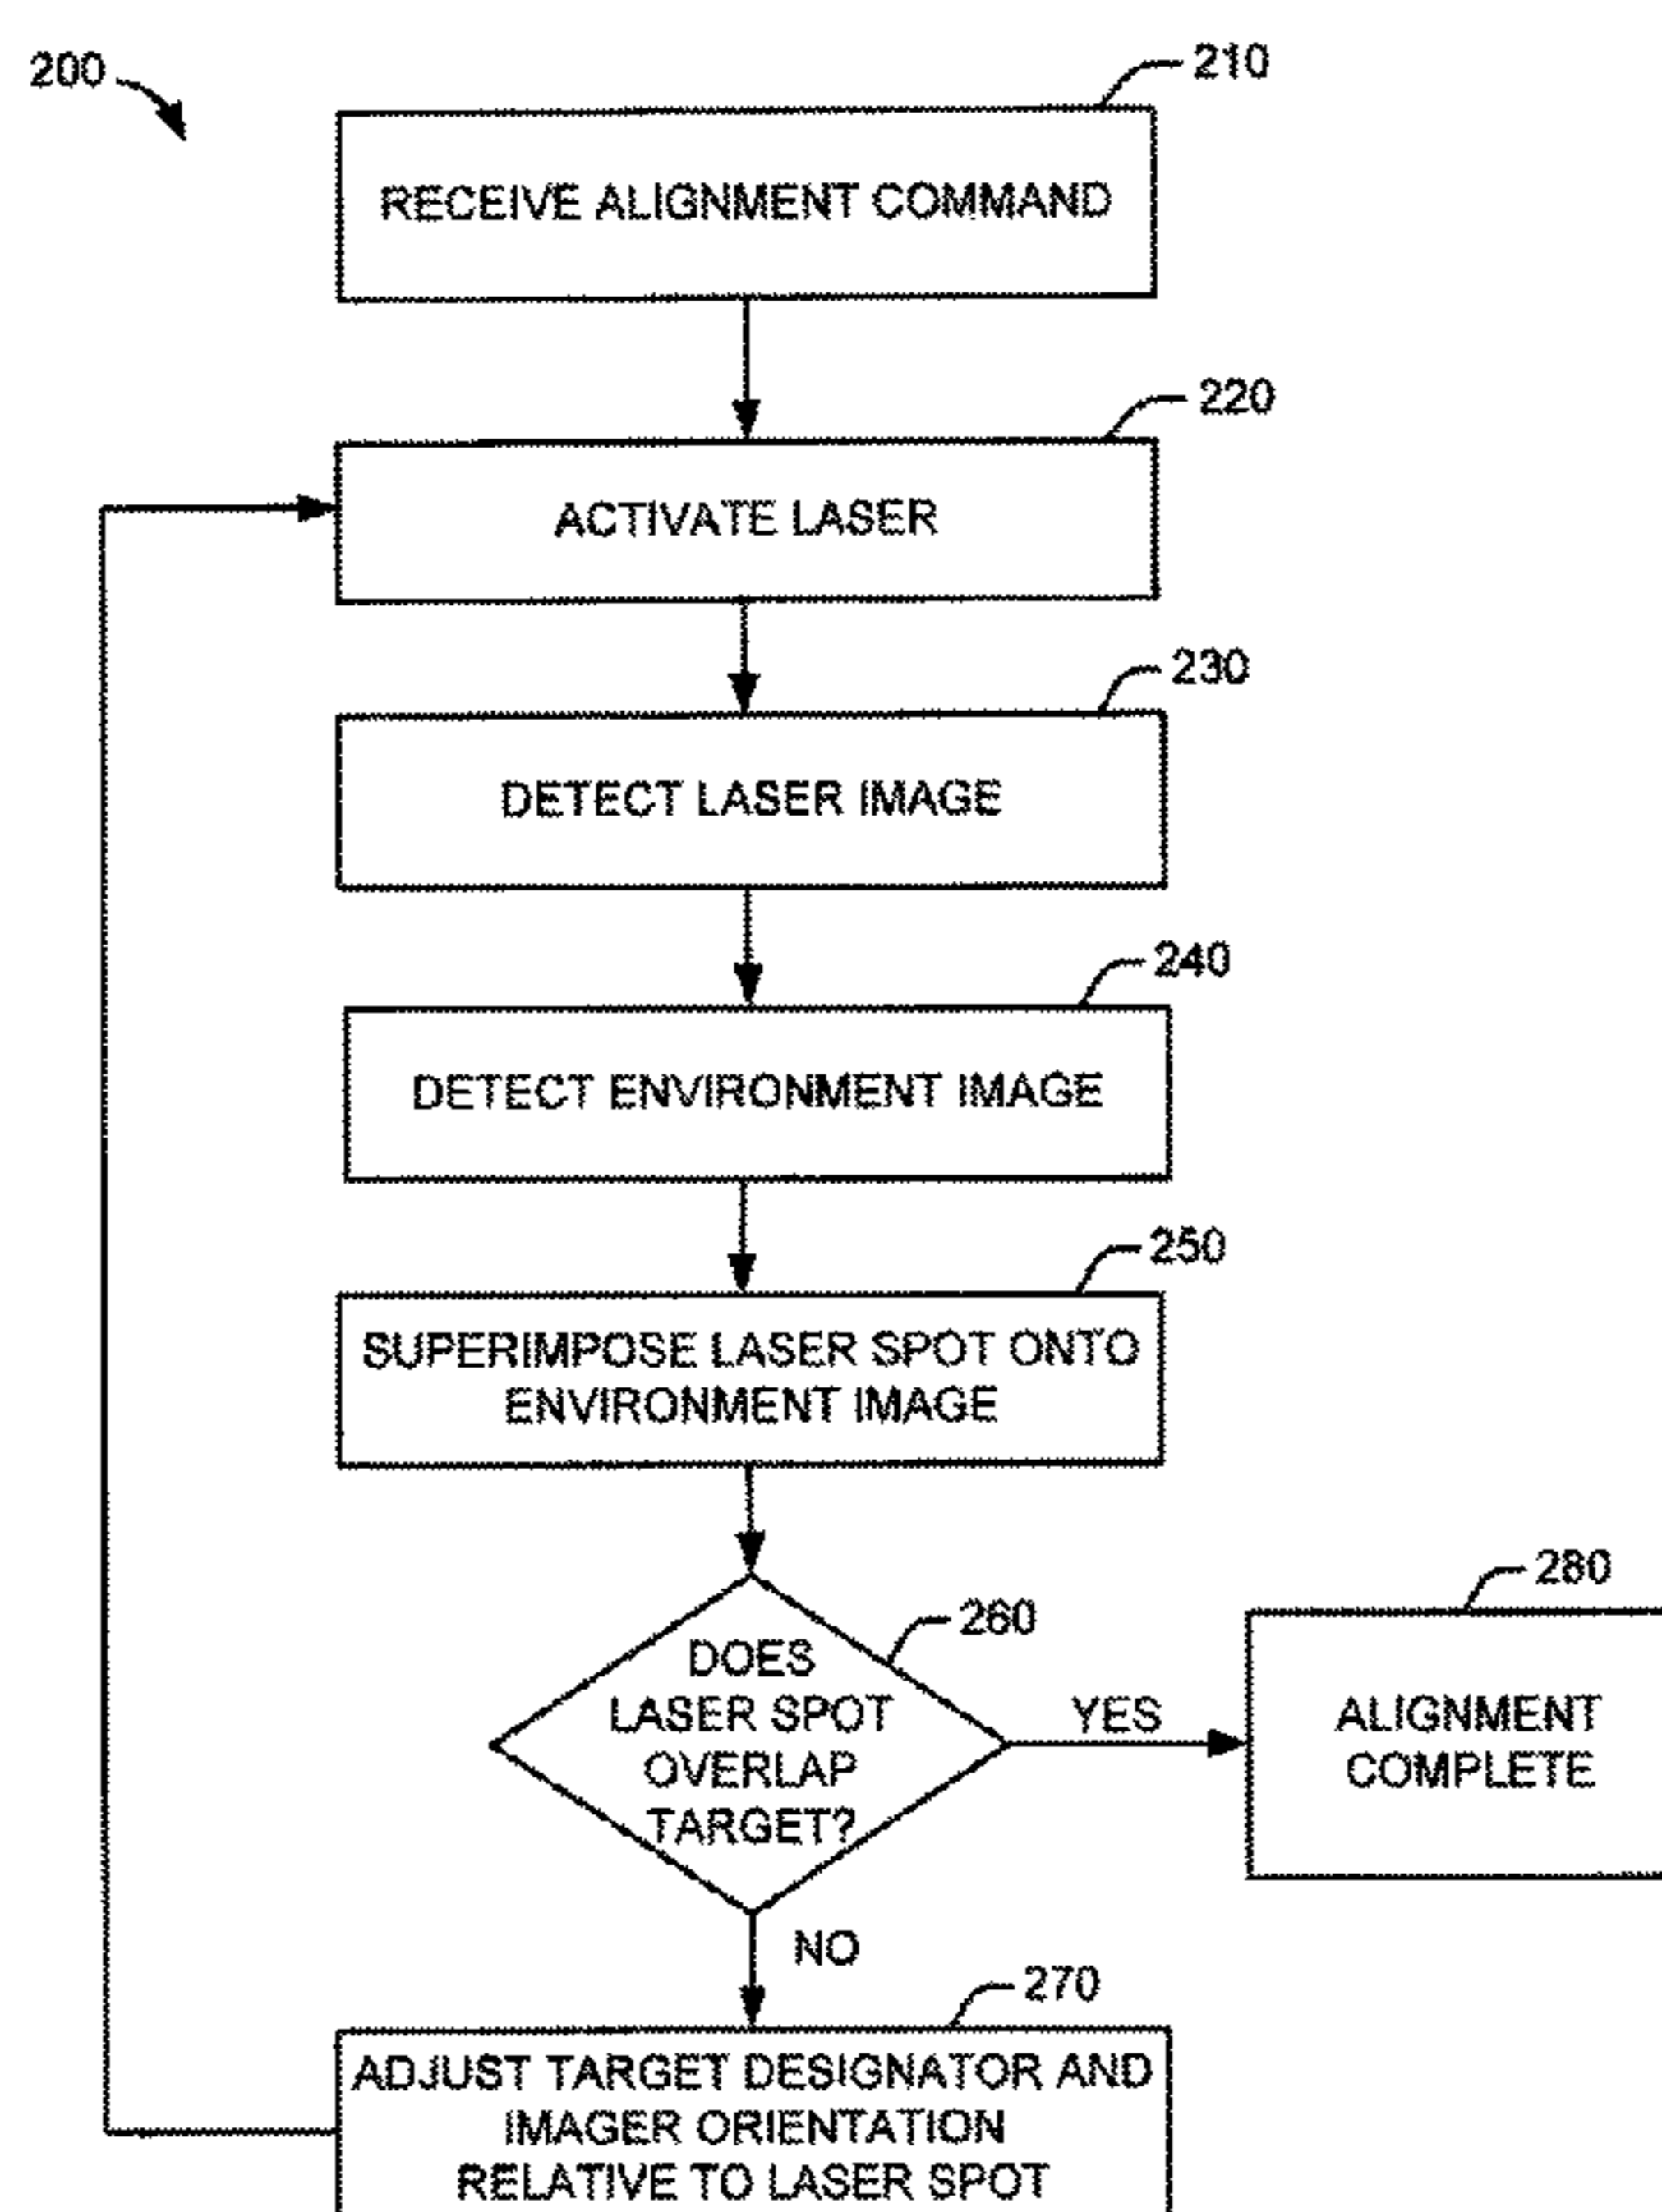 200
210
RECEIVE ALIGNMENT COMMAND
220
ACTIVATE LASER
230
DETECT LASER IMAGE
240
DETECT ENVIRONMENT IMAGE
250
SUPERIMPOSE LASER SPOT ONTO
ENVIRONMENT IMAGE
260
DOES
LASER SPOT
OVERLAP
TARGET?
YES
280
ALIGNMENT
COMPLETE
NO
270
ADJUST TARGET DESIGNATOR AND
IMAGER ORIENTATION
RELATIVE TO LASER SPOT